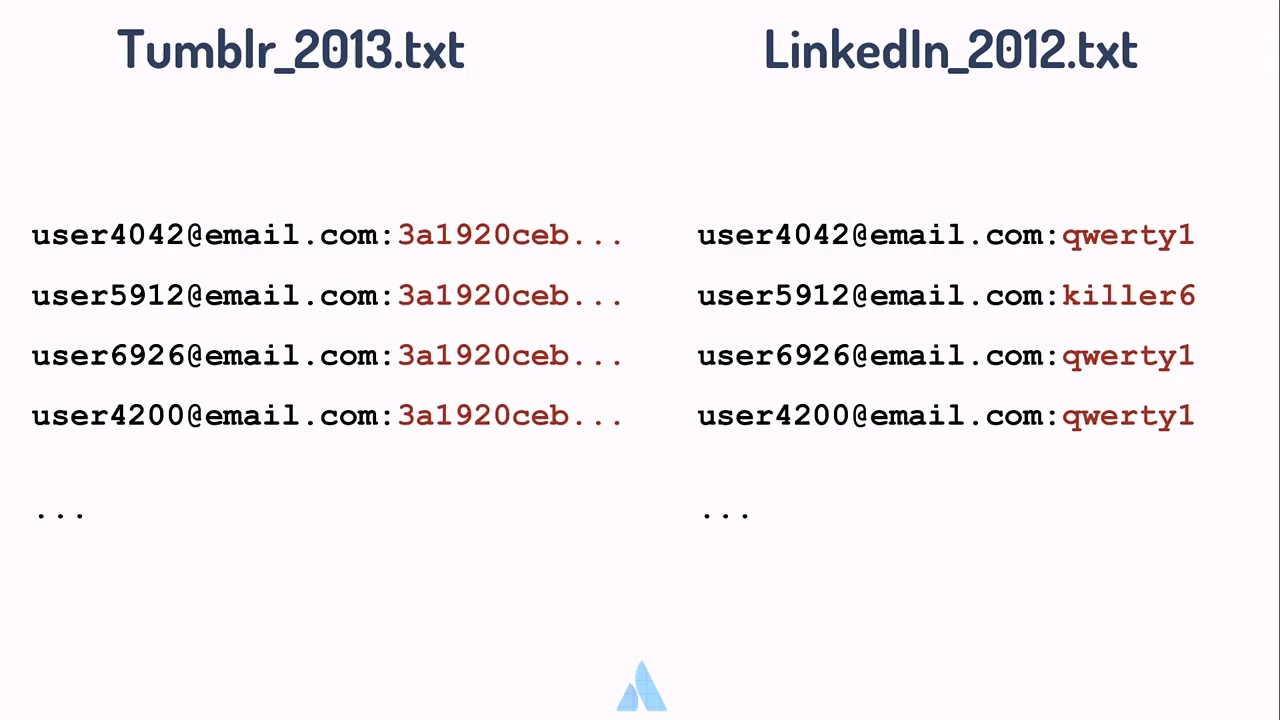 Tumblr_2013.txt
user4042@email.com:3a1920ceb...
user5912@email.com:3a1920ceb...
user6926@email.com:3a1920ceb...
user4200@email.com:3a1920ceb...
...
LinkedIn_2012.txt
user4042@email.com:qwerty1
user5912@email.com:killer6
user6926@email.com:qwerty1
user4200@email.com:qwerty1
...